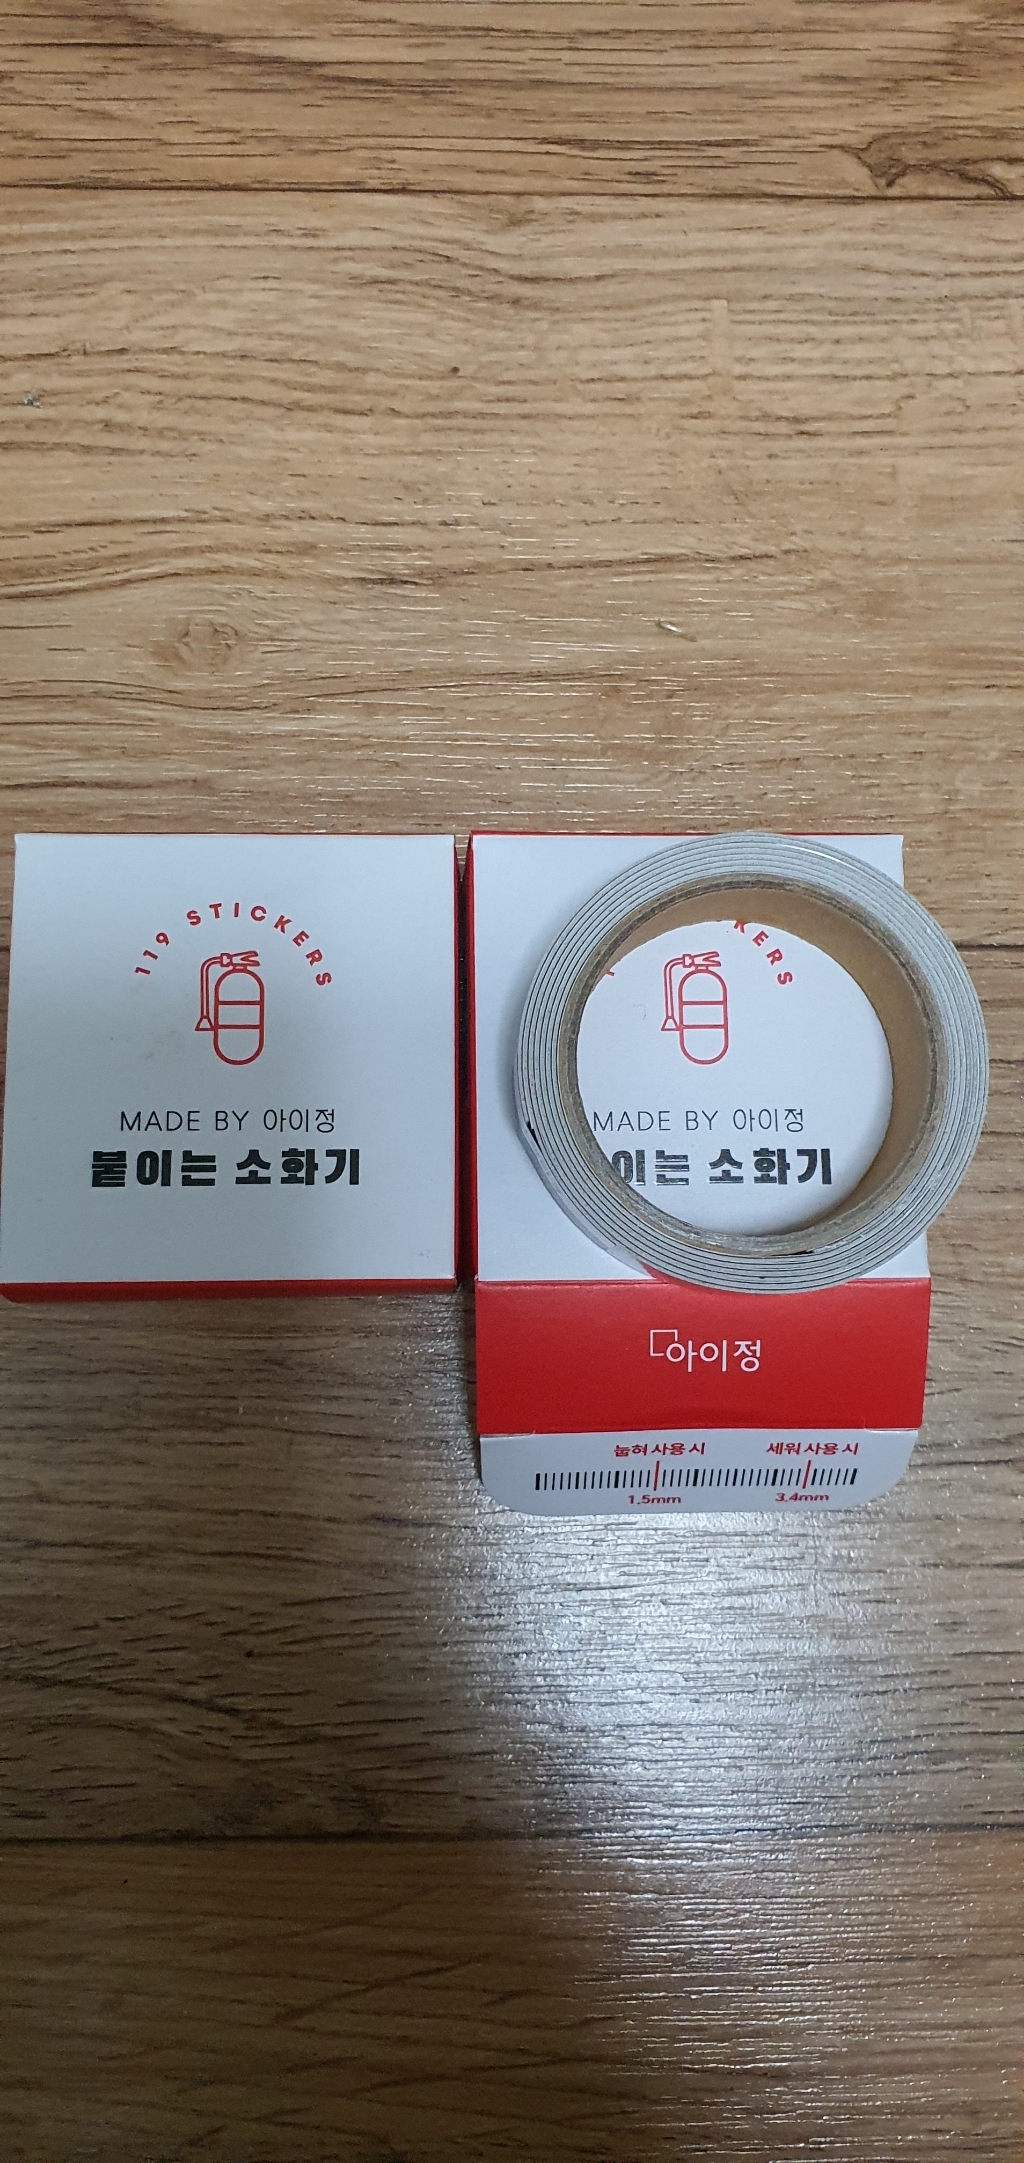 119 STICKERS
MADE BY 아이정
붙이는 소화기
KERS
MADE BY 아이정
이는 소화기
아이정
눕혀 사용 시 세워 사용 시
1.5mm 3.4mm